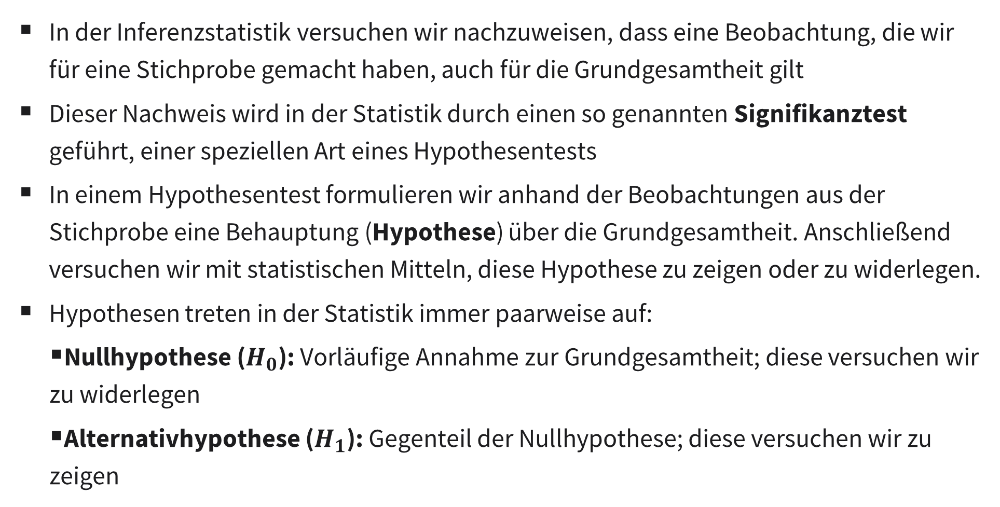 ▪ In der Inferenzstatistik versuchen wir nachzuweisen, dass eine Beobachtung, die wir
für eine Stichprobe gemacht haben, auch für die Grundgesamtheit gilt
▪ Dieser Nachweis wird in der Statistik durch einen so genannten Signifikanztest
geführt, einer speziellen Art eines Hypothesentests
▪ In einem Hypothesentest formulieren wir anhand der Beobachtungen aus der
Stichprobe eine Behauptung (Hypothese) über die Grundgesamtheit. Anschließend
versuchen wir mit statistischen Mitteln, diese Hypothese zu zeigen oder zu widerlegen.
▪ Hypothesen treten in der Statistik immer paarweise auf:
▪Nullhypothese (H₀): Vorläufige Annahme zur Grundgesamtheit; diese versuchen wir
zu widerlegen
▪Alternativhypothese (H₁): Gegenteil der Nullhypothese; diese versuchen wir zu
zeigen